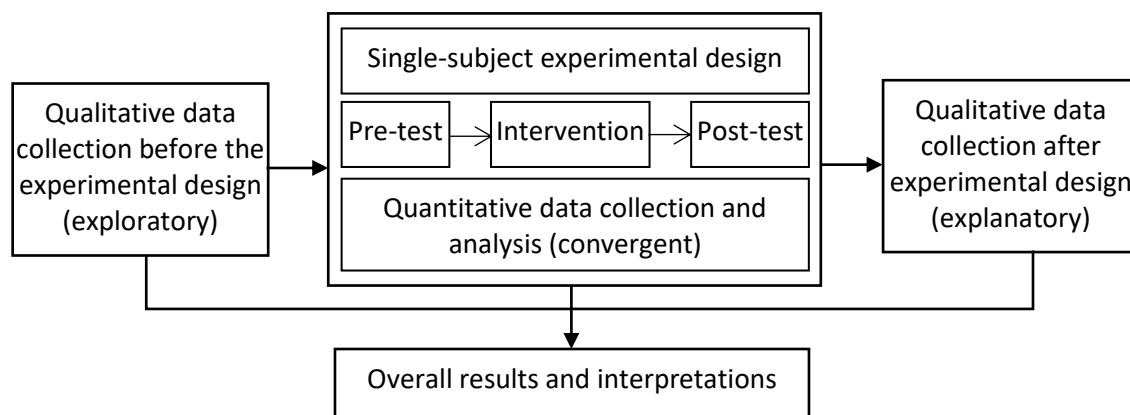 Qualitative data
collection before the
experimental design
(exploratory)
Single-subject experimental design
Pre-test
Intervention
Post-test
Quantitative data collection and
analysis (convergent)
Qualitative data
collection after
experimental design
(explanatory)
Overall results and interpretations